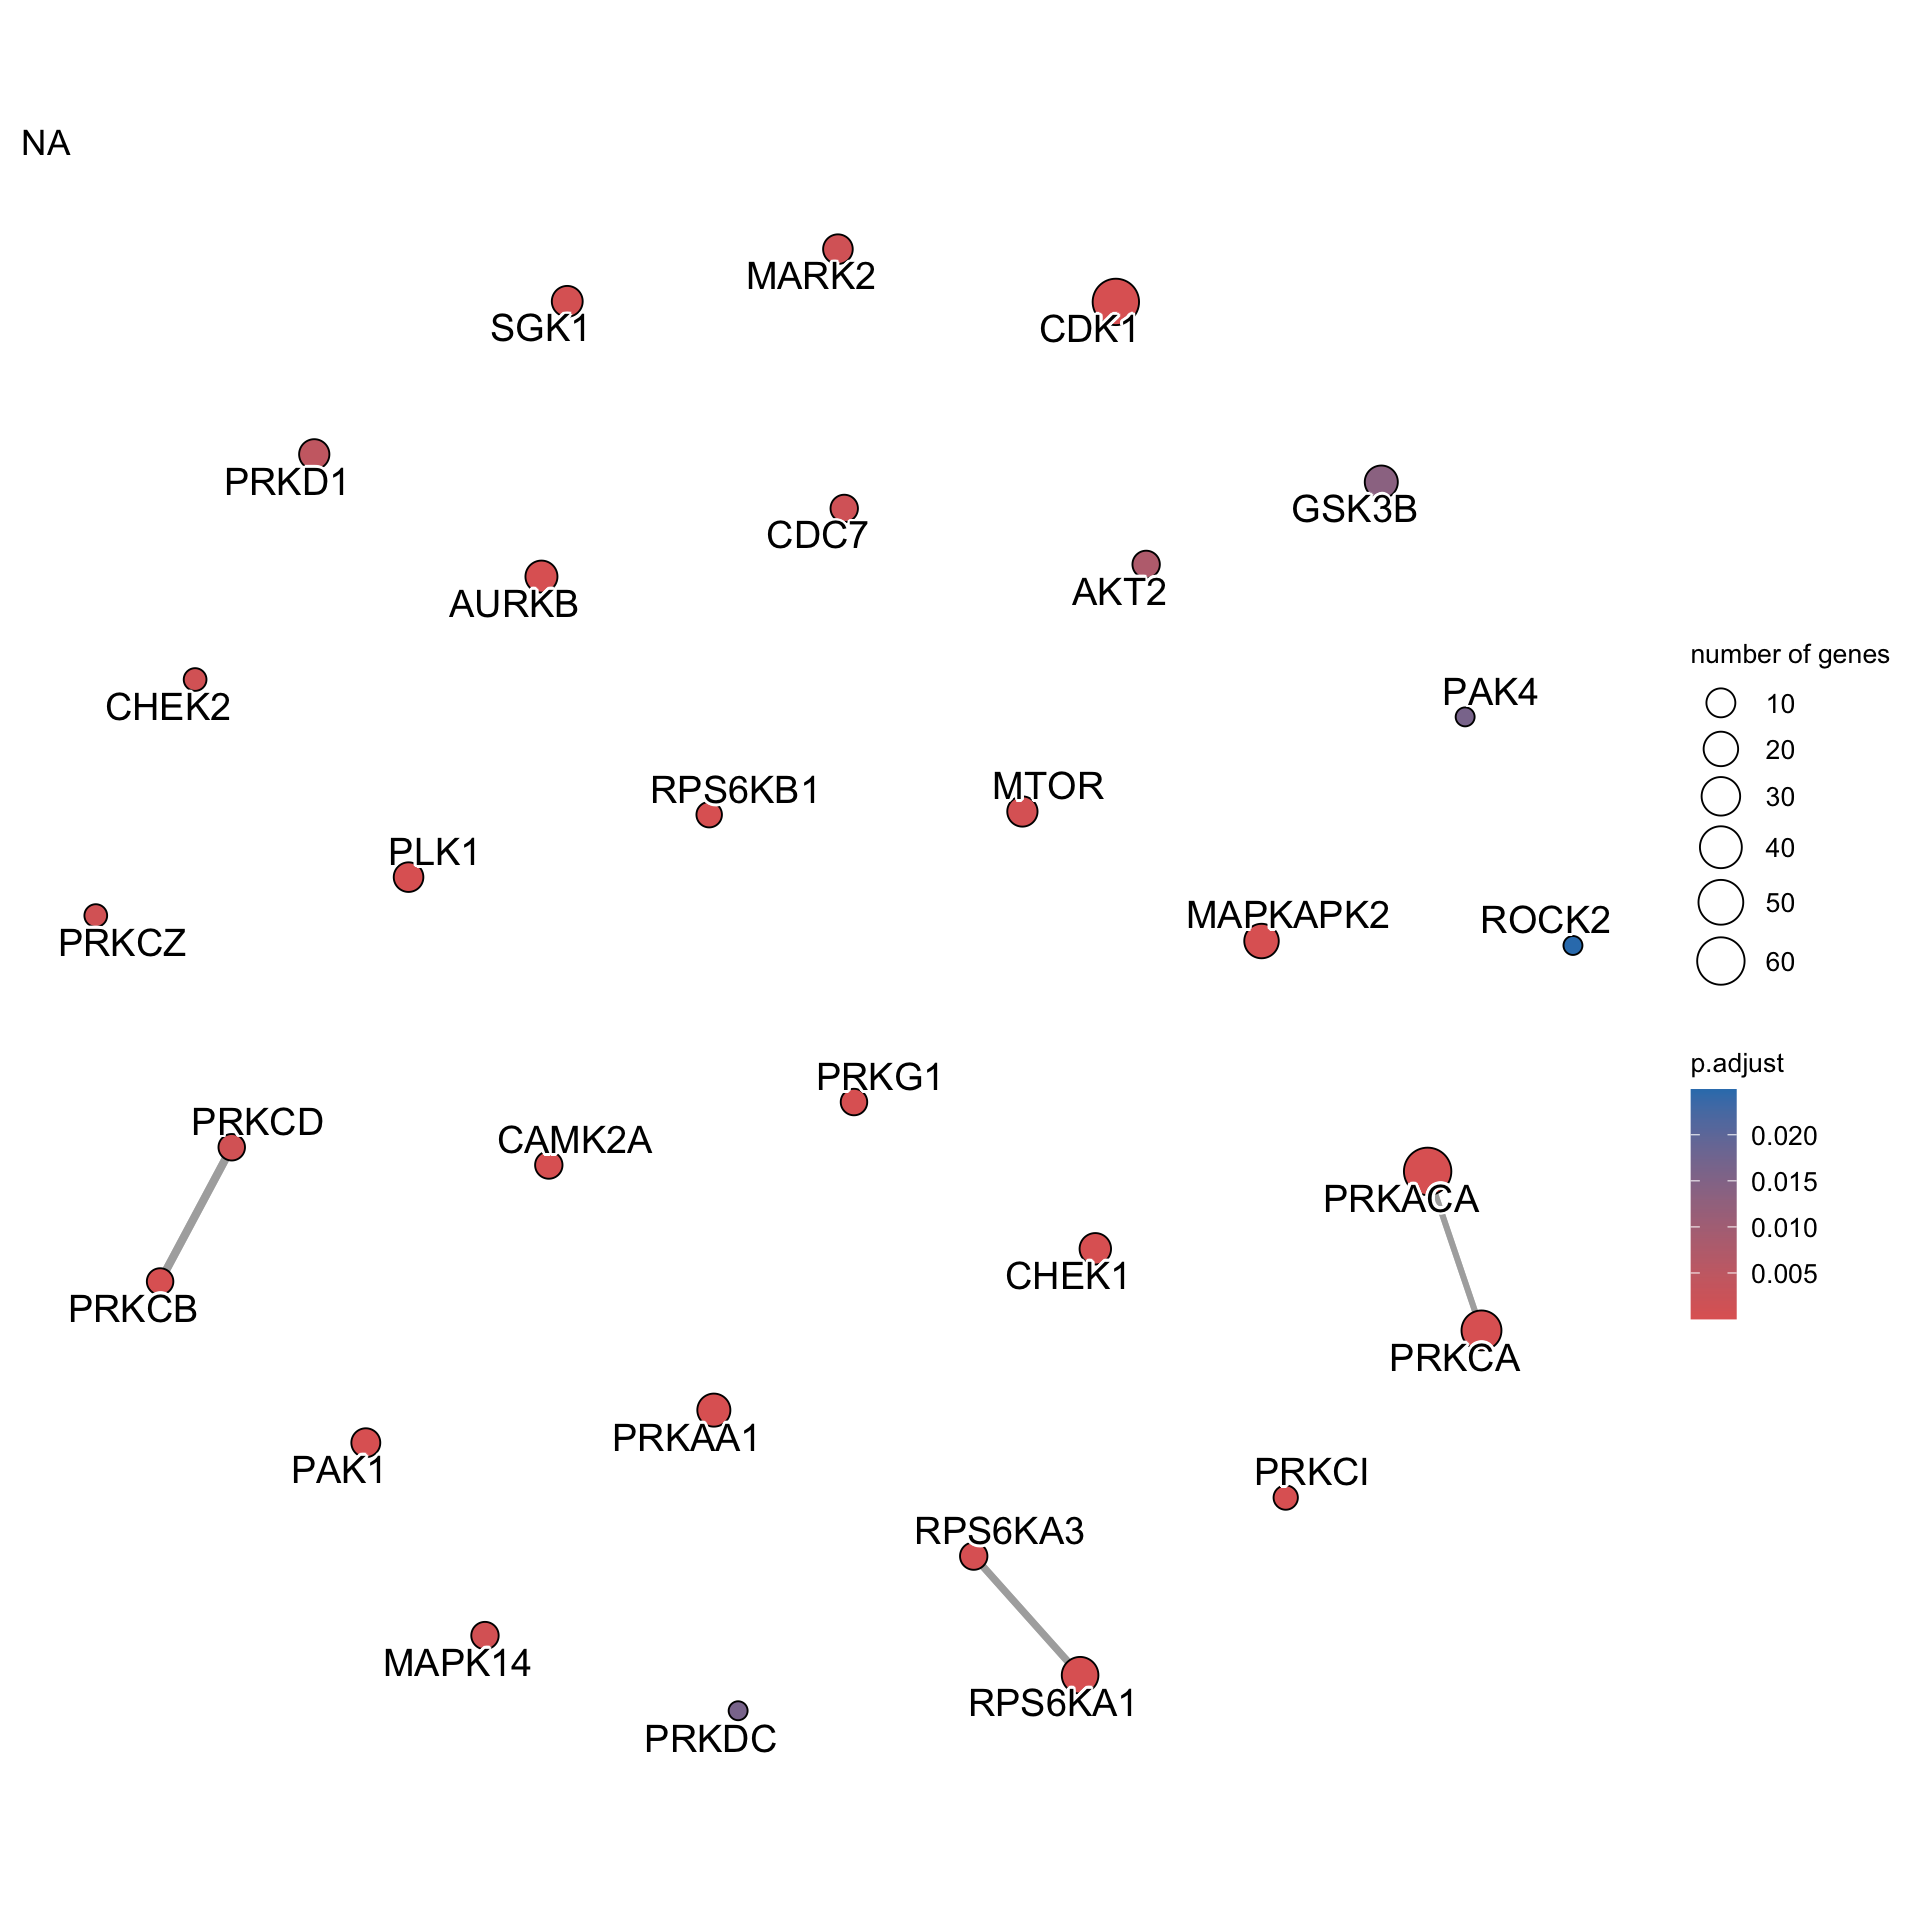 NA
MARK2
SGK1
CDK1
PRKD1
GSK3B
CDC7
AKT2
AURKB
number of genes
CHEK2
PAK4
10
20
RPS6KB1
MTOR
30
PLK1
40
50
MAPKAPK2
ROCK2
PRKCZ
60
p.adjust
PRKG1
PRKCD
0.020
CAMK2A
0.015
PRKACA
0.010
CHEK1
0.005
PRKCB
PRKCA
PRKAA1
PAK1
PRKCI
RPS6KA3
MAPK14
RPS6KA1
PRKDC